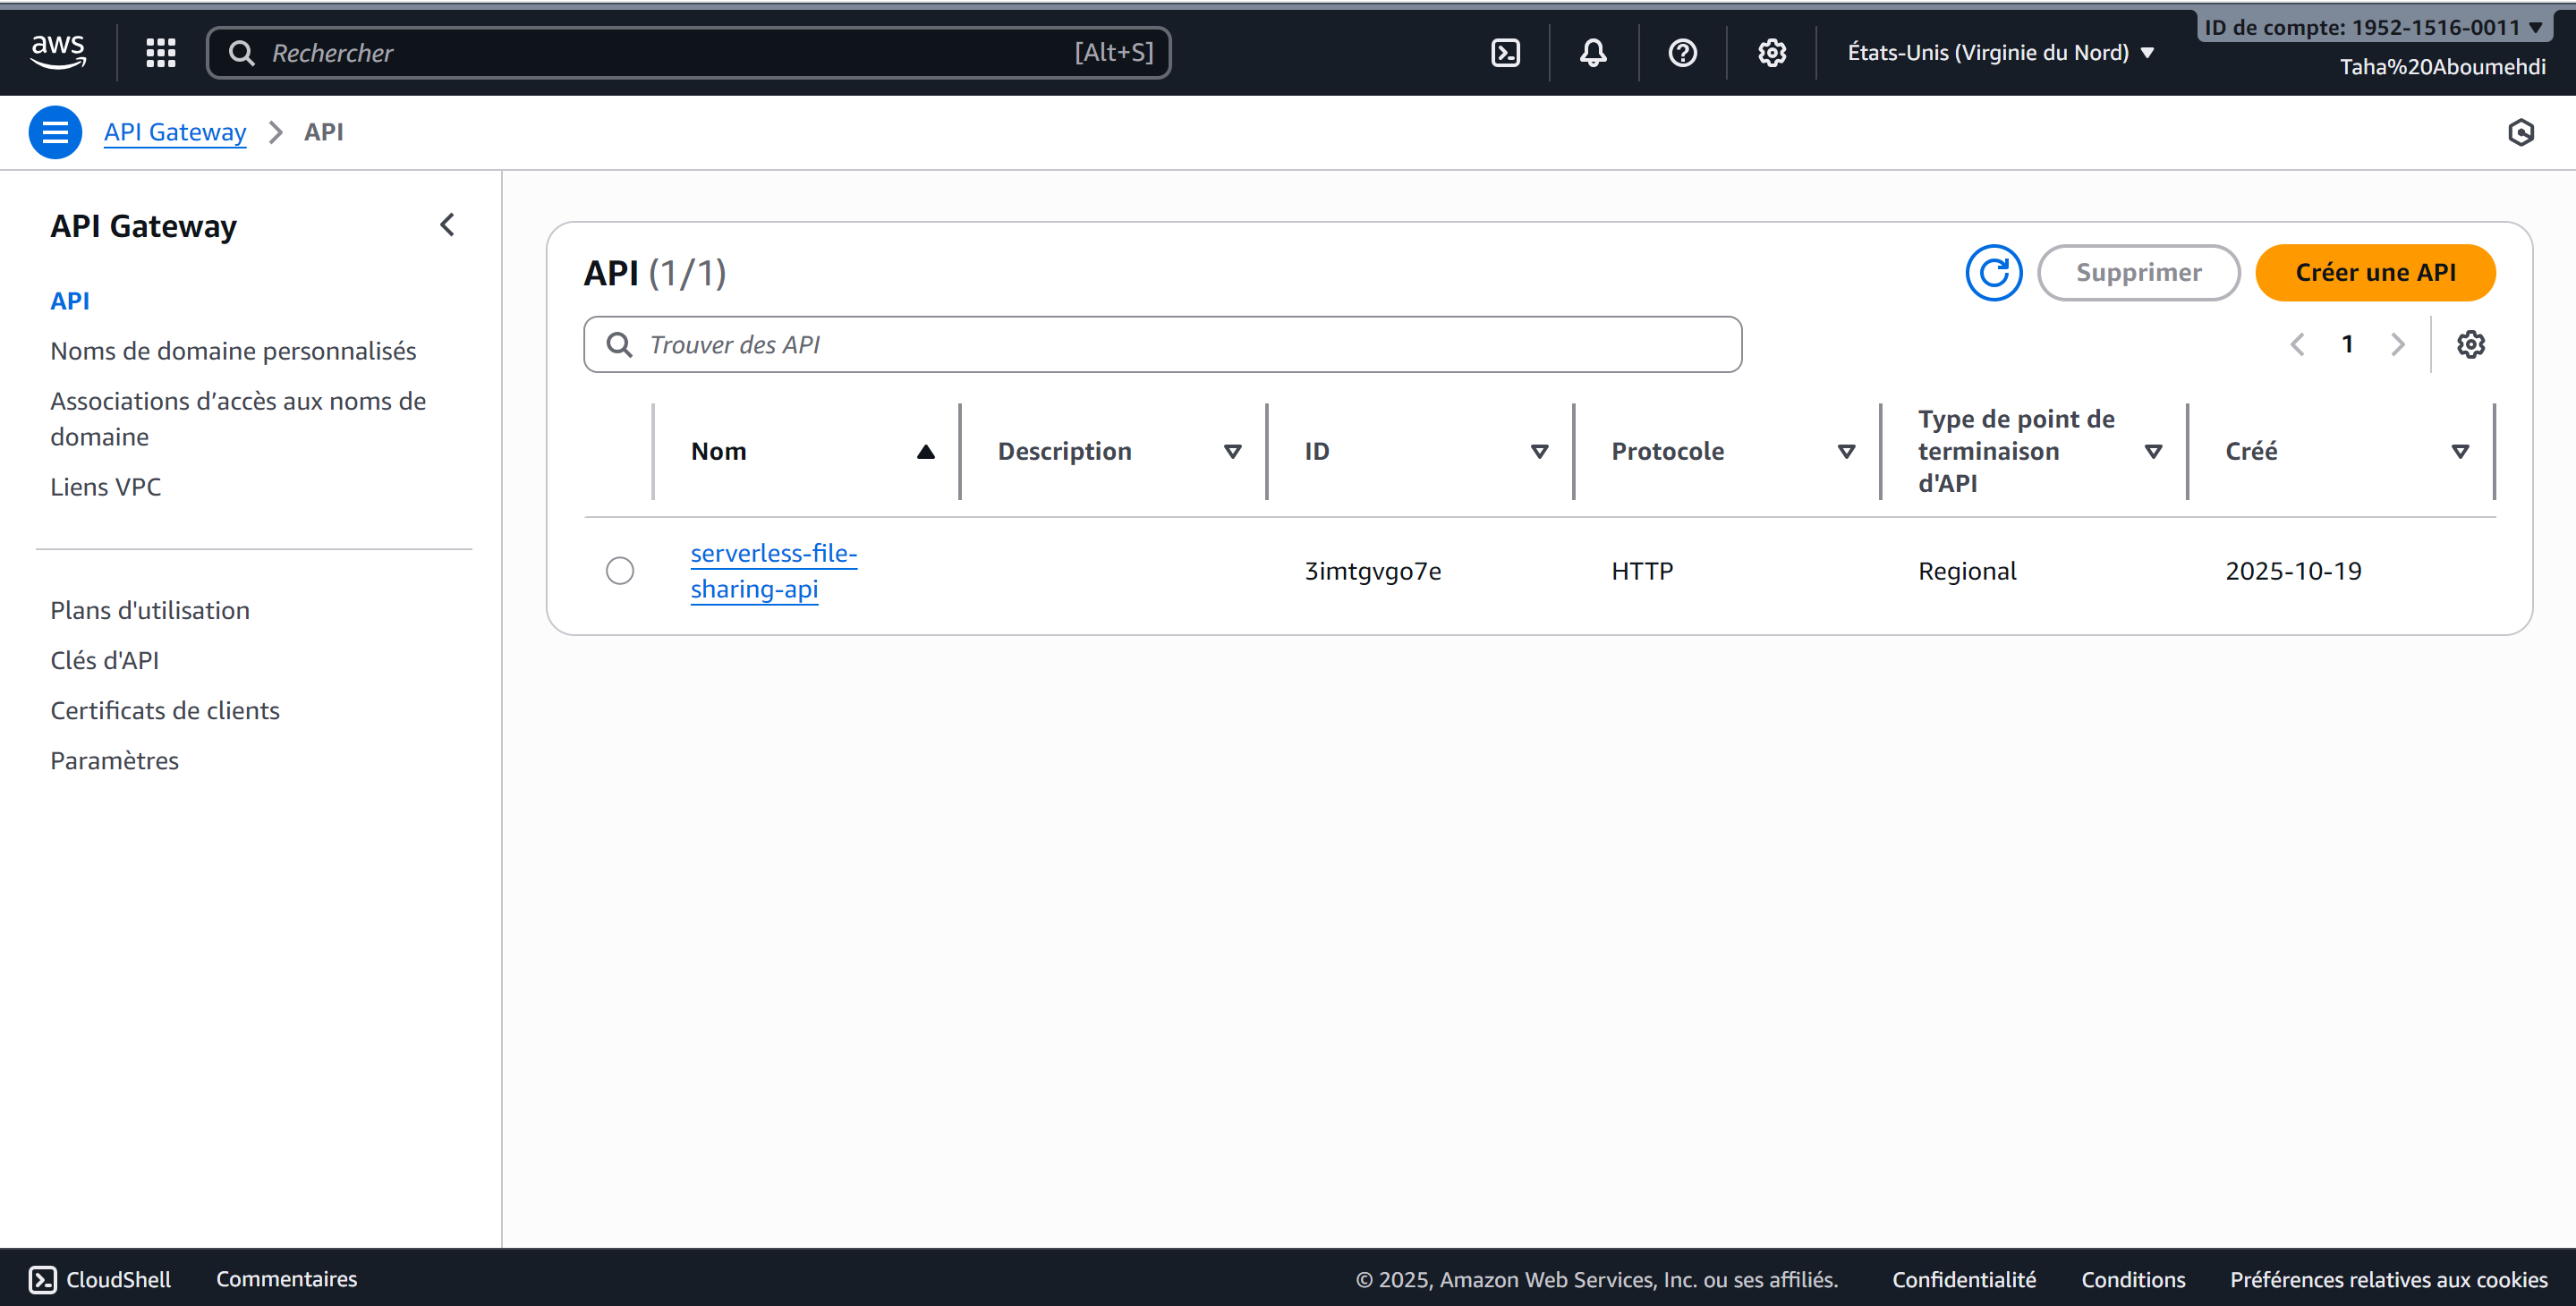 aws
Rechercher
[Alt+S]
États-Unis (Virginie du Nord)
ID de compte: 1952-1516-0011
Taha%20Aboumehdi
API Gateway
API
API Gateway
API
Noms de domaine personnalisés
Associations d’accès aux noms de
domaine
Liens VPC
Plans d'utilisation
Clés d'API
Certificats de clients
Paramètres
API (1/1)
Supprimer
Créer une API
Trouver des API
1
Nom
Description
ID
Protocole
Type de point de
terminaison
d'API
Créé
serverless-file-
sharing-api
3imtgvgo7e
HTTP
Regional
2025-10-19
CloudShell
Commentaires
© 2025, Amazon Web Services, Inc. ou ses affiliés.
Confidentialité
Conditions
Préférences relatives aux cookies